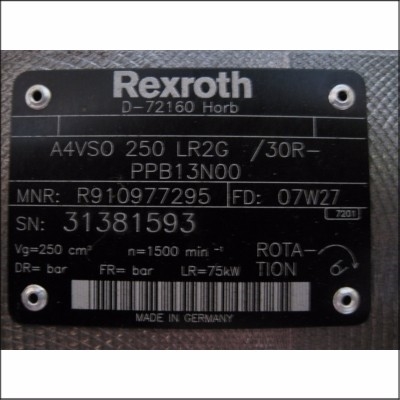 Rexroth
D-72160 Horb
A4VSO 250 LR2G /30R-
PPB13N00
MNR: R910977295 FD: 07W27
7201
SN: 31381593
Vg=250 cm³ n=1500 min⁻¹ ROTA-
DR= bar FR= bar LR=75kW TION
MADE IN GERMANY